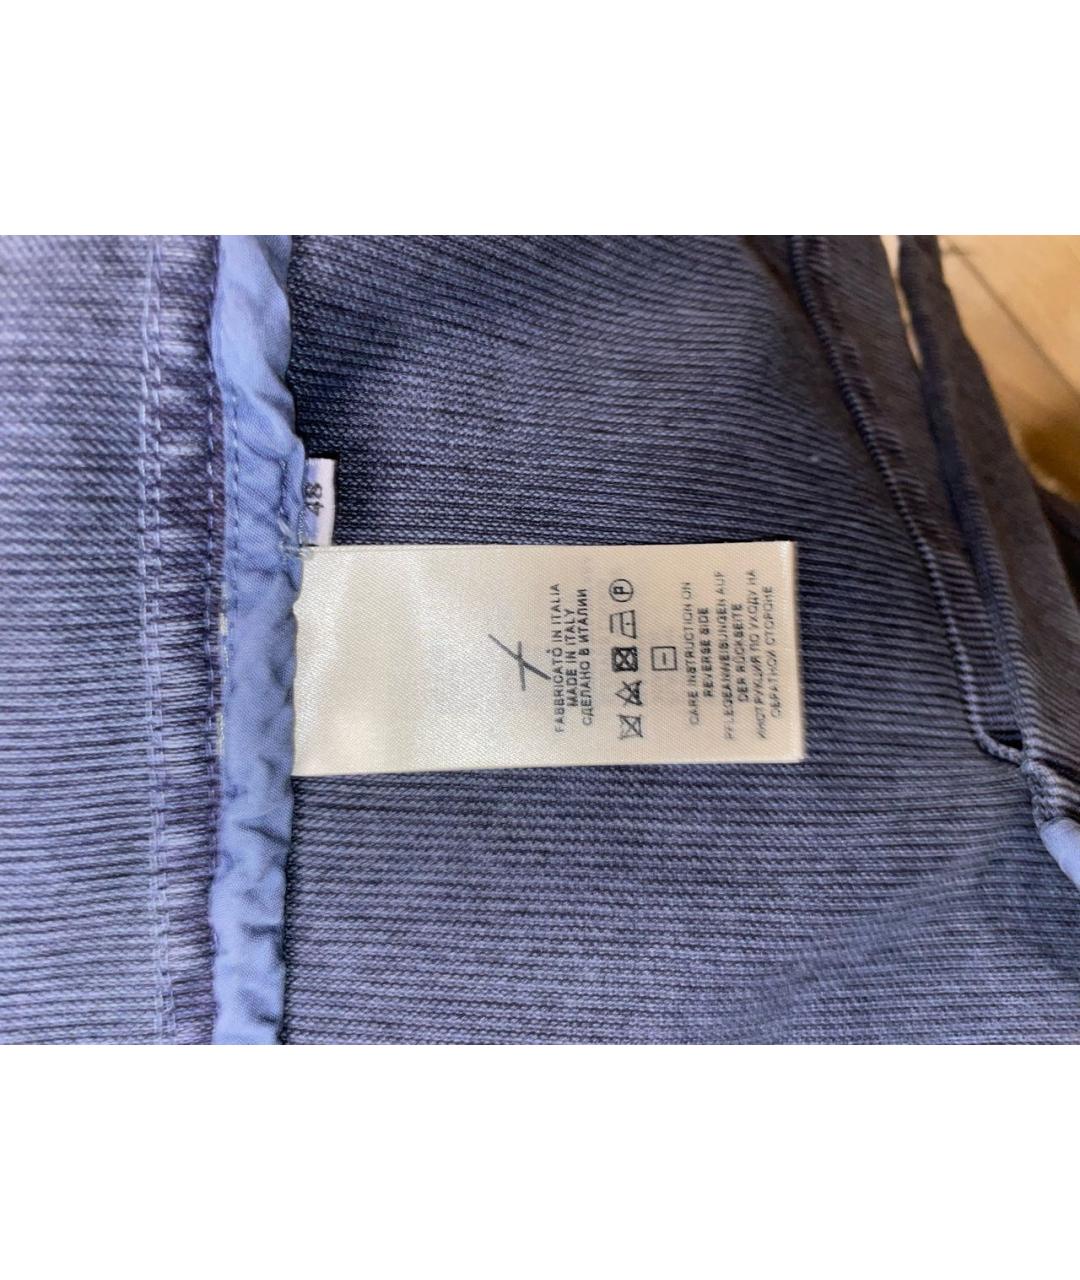 48
FABBRICATO IN ITALIA
MADE IN ITALY
СДЕЛАНО В ИТАЛИИ
P
CARE INSTRUCTION ON
REVERSE SIDE
PFLEGEANWEISUNGEN AUF
DER RÜCKSEITE
ИНСТРУКЦИЯ ПО УХОДУ НА
ОБРАТНОЙ СТОРОНЕ